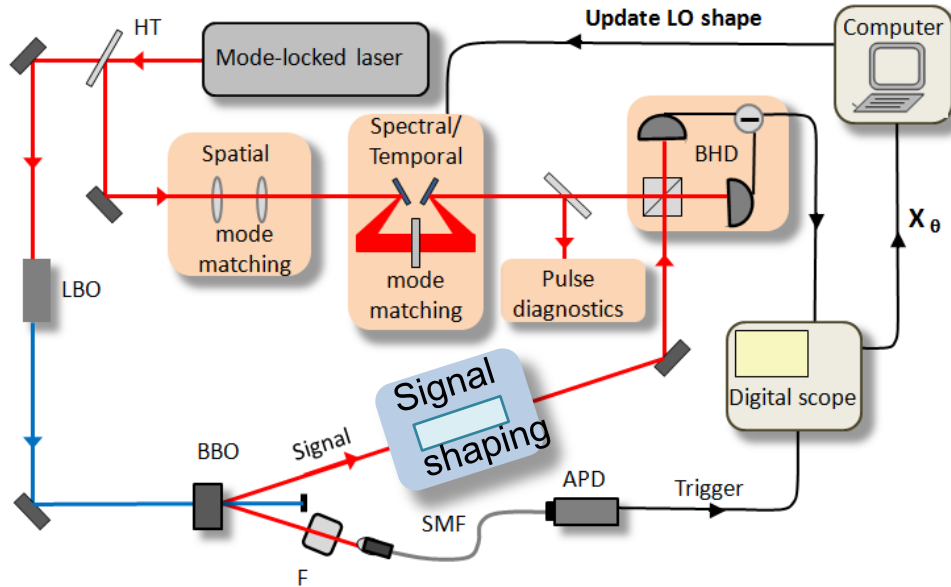 HT
Mode-locked laser
Update LO shape
Computer
Spatial
mode
matching
Spectral/
Temporal
mode
matching
BHD
Pulse
diagnostics
X θ
LBO
Digital scope
Signal
shaping
BBO
Signal
SMF
APD
Trigger
F